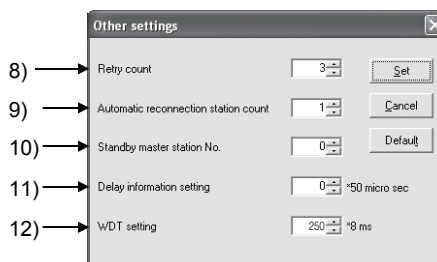 Other settings
8) Retry count 3 Set
9) Automatic reconnection station count 1 Cancel
10) Standby master station No. 0 Default
11) Delay information setting 0 *50 micro sec
12) WDT setting 250 *8 ms